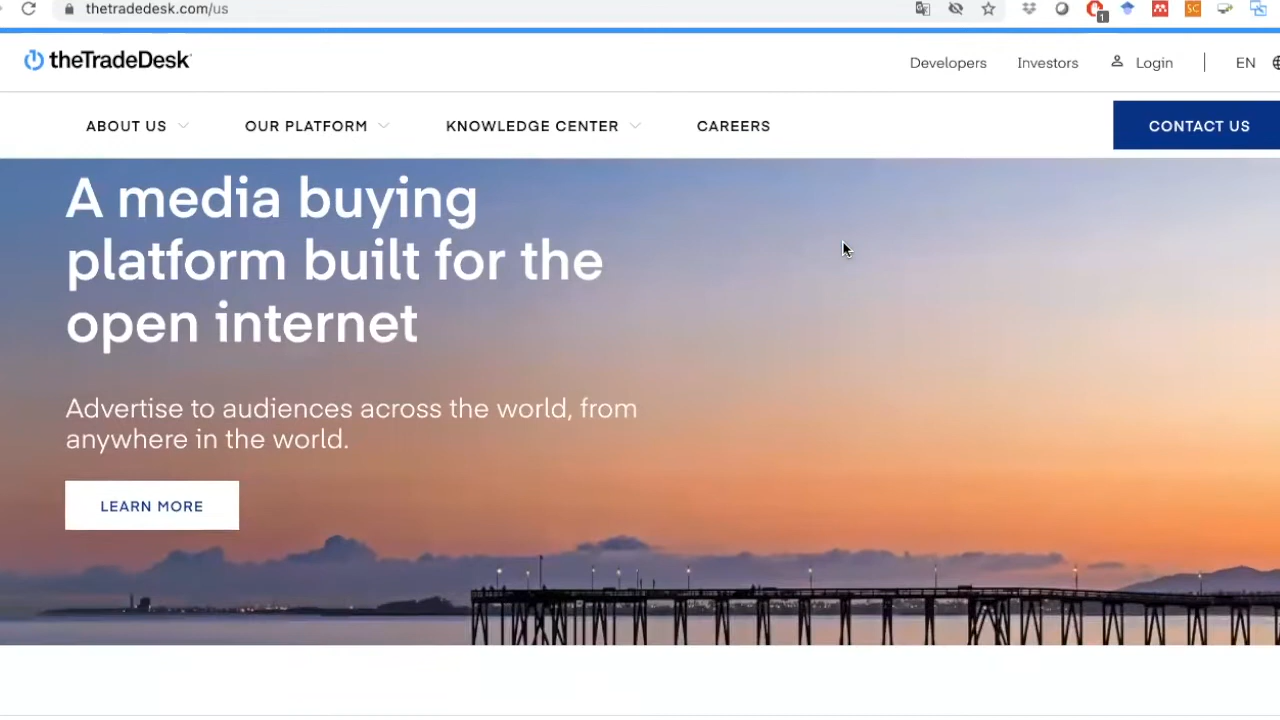 thetradedesk.com/us
1
SC
theTradeDesk
Developers Investors Login EN
ABOUT US OUR PLATFORM KNOWLEDGE CENTER CAREERS CONTACT US
A media buying
platform built for the
open internet
Advertise to audiences across the world, from
anywhere in the world.
LEARN MORE